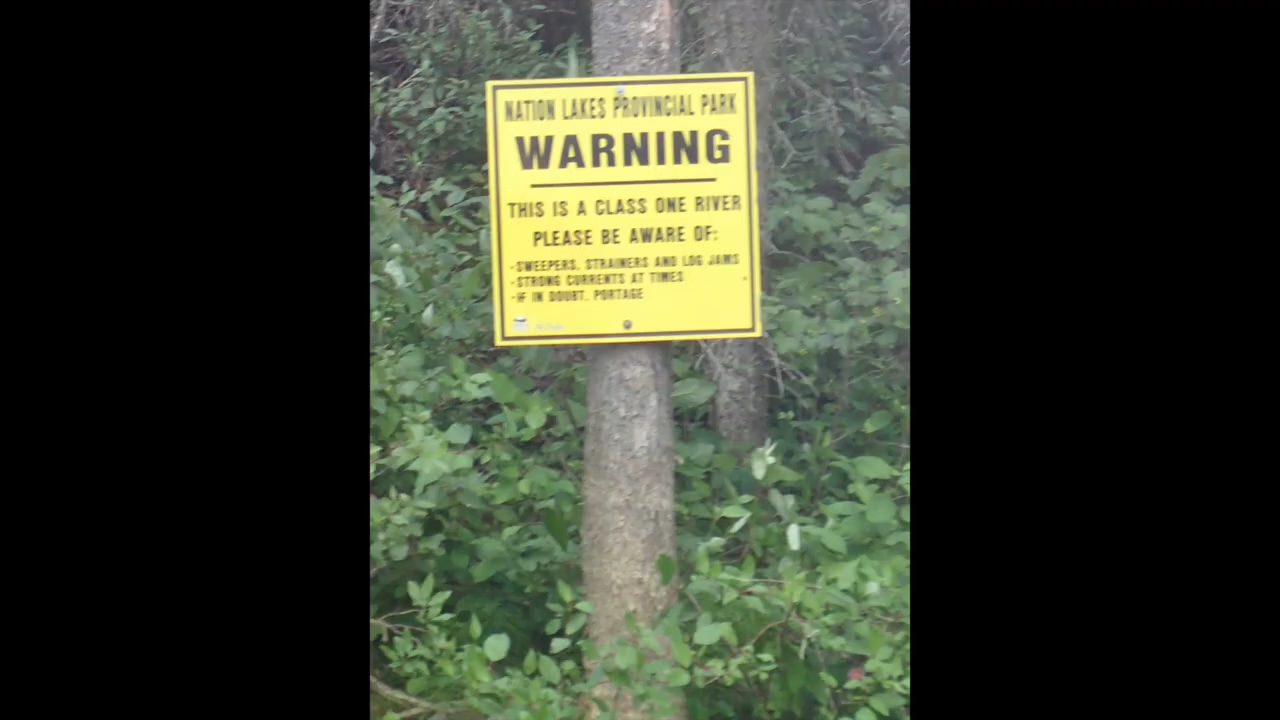 NATION LAKES PROVINCIAL PARK
WARNING
THIS IS A CLASS ONE RIVER
PLEASE BE AWARE OF:
-SWEEPERS, STRAINERS AND LOG JAMS
-STRONG CURRENTS AT TIMES
-IF IN DOUBT, PORTAGE